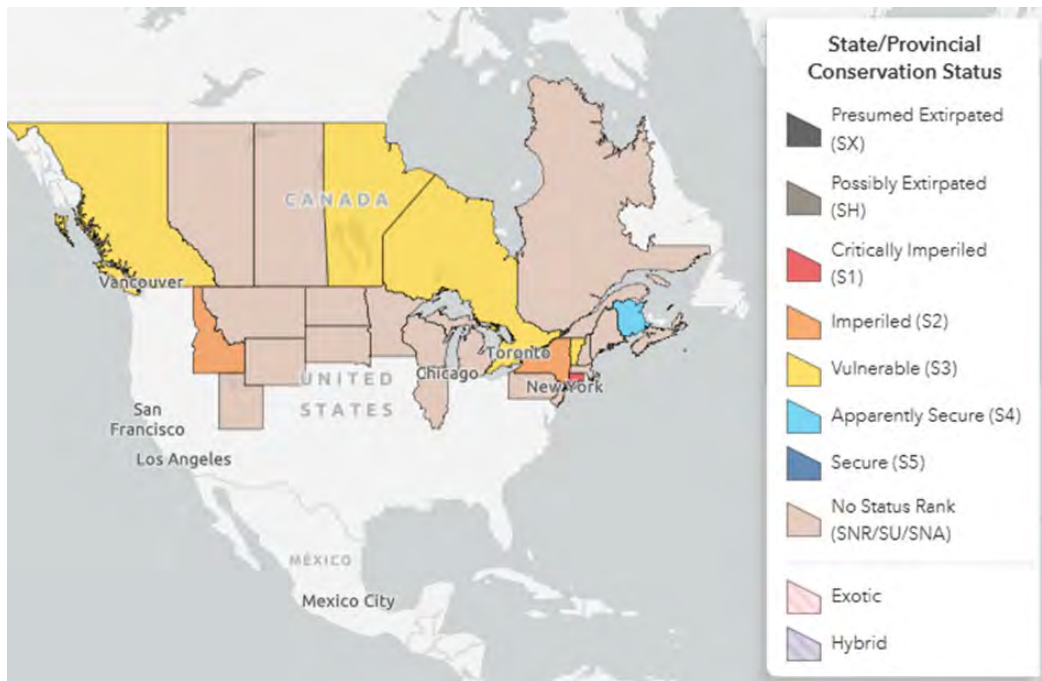 CANADA
Vancouver
Toronto
Chicago
New York
UNITED
STATES
San
Francisco
Los Angeles
MÉXICO
Mexico City
State/Provincial
Conservation Status
Presumed Extirpated
(SX)
Possibly Extirpated
(SH)
Critically Imperiled
(S1)
Imperiled (S2)
Vulnerable (S3)
Apparently Secure (S4)
Secure (S5)
No Status Rank
(SNR/SU/SNA)
Exotic
Hybrid